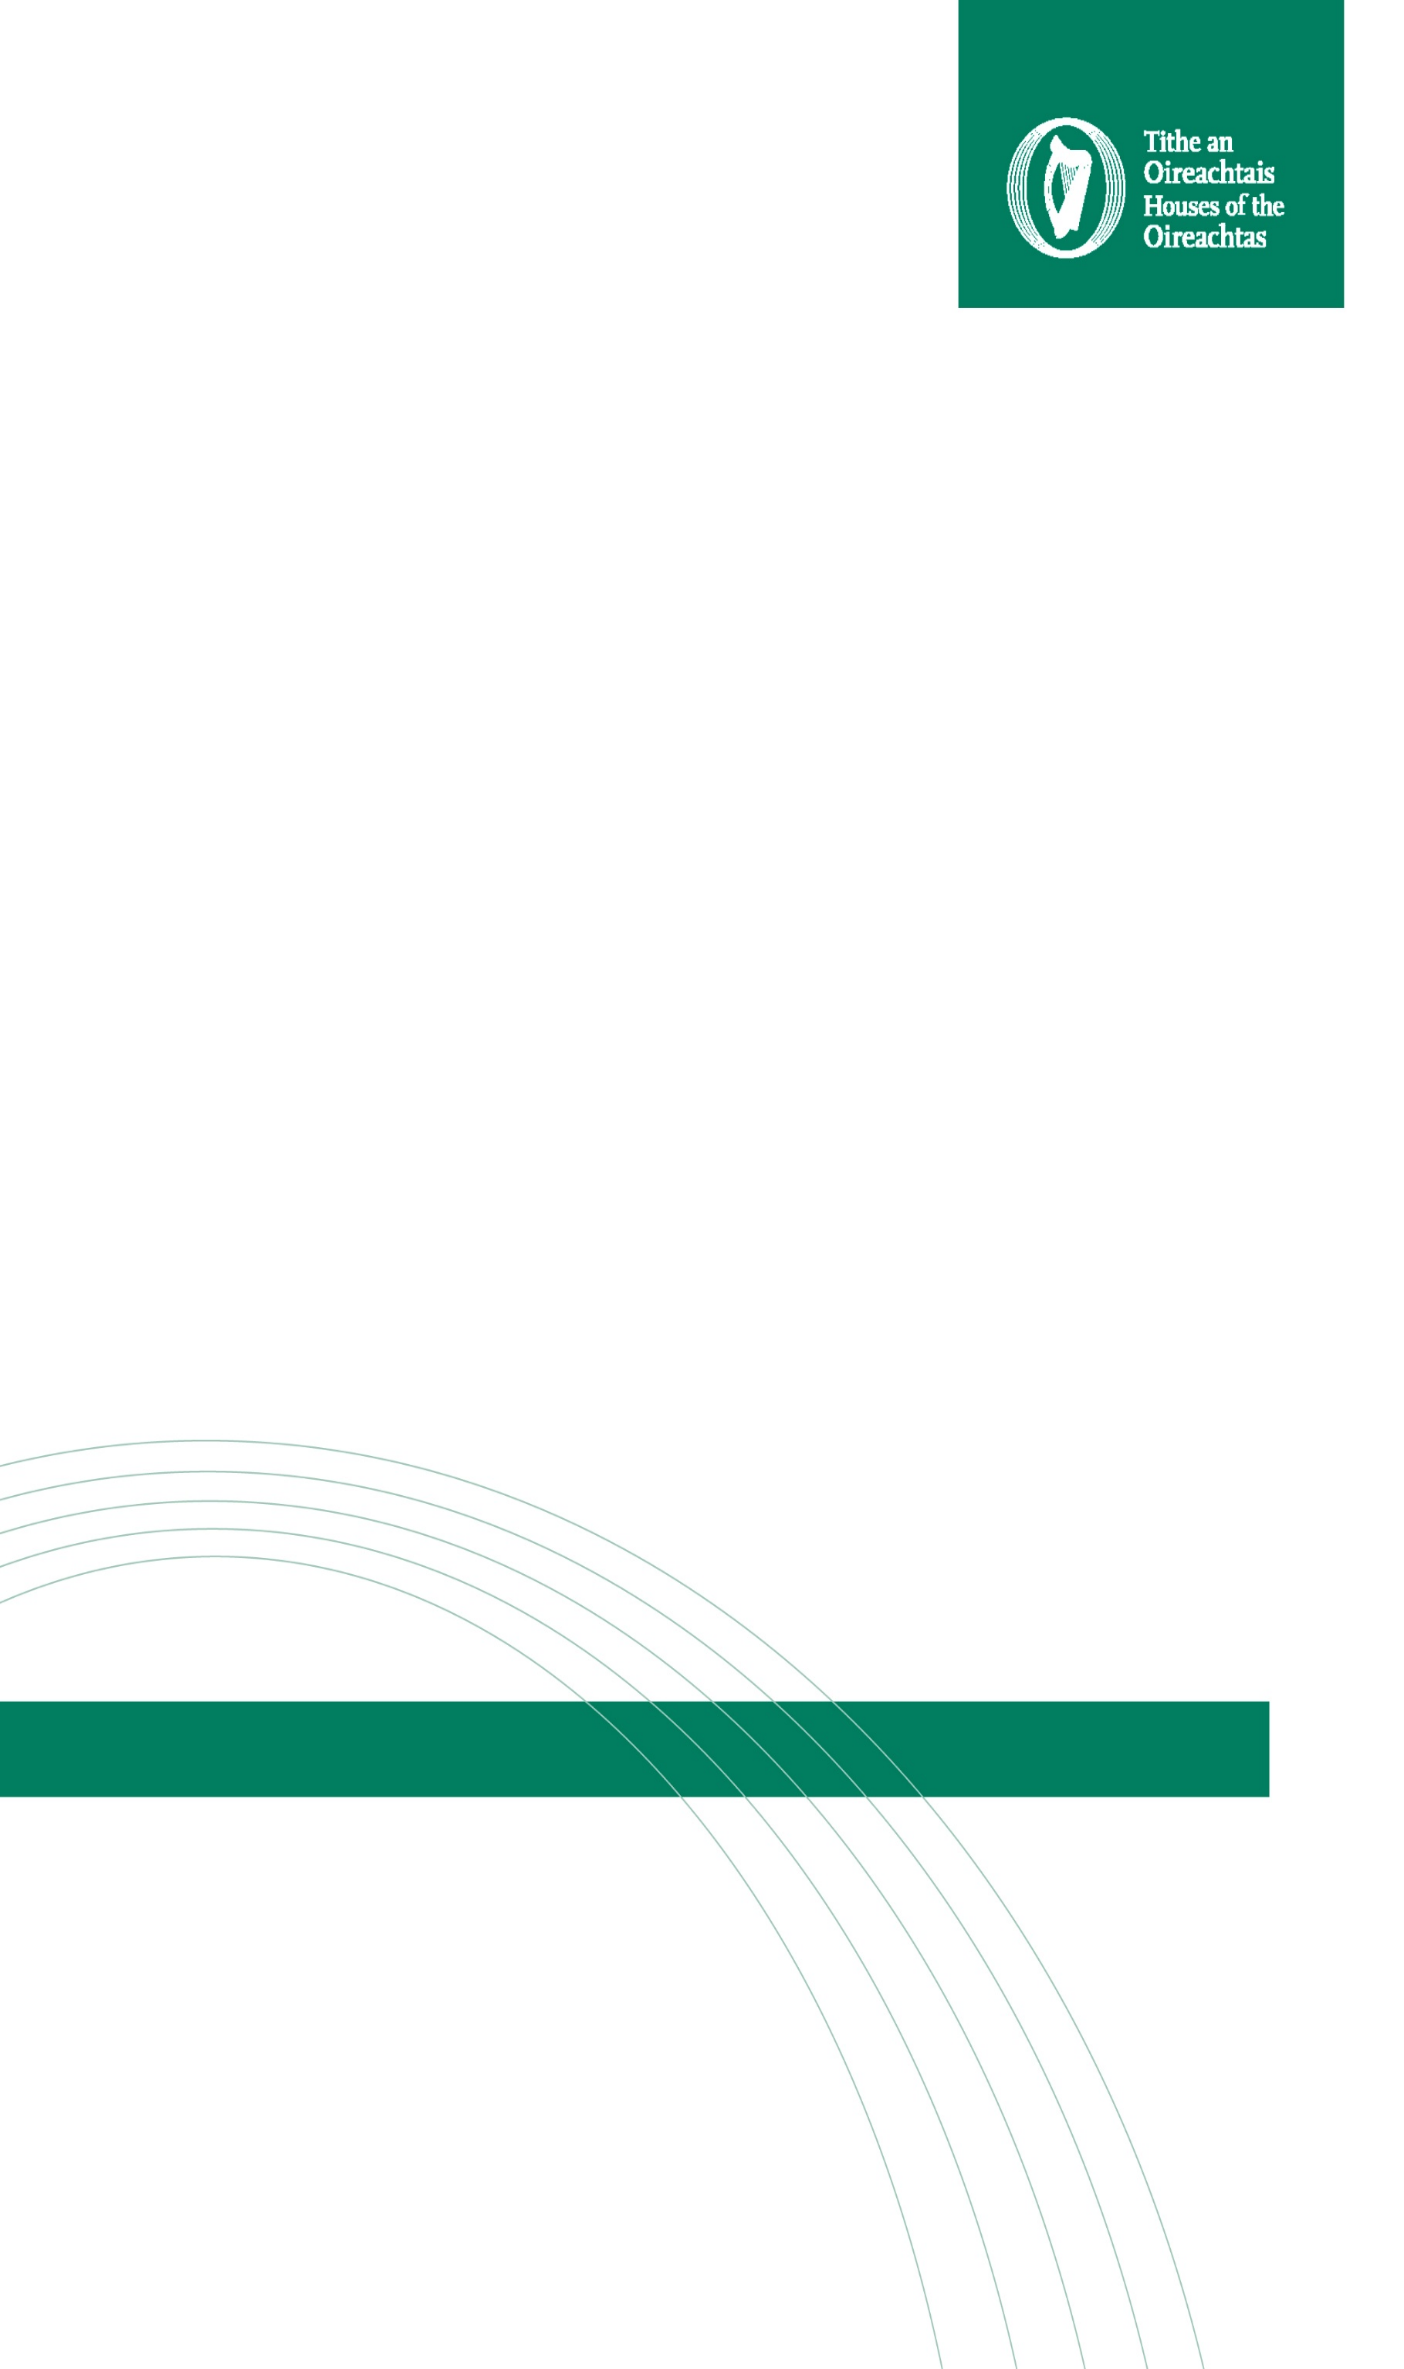 Tithe an
Oireachtais
Houses of the
Oireachtas